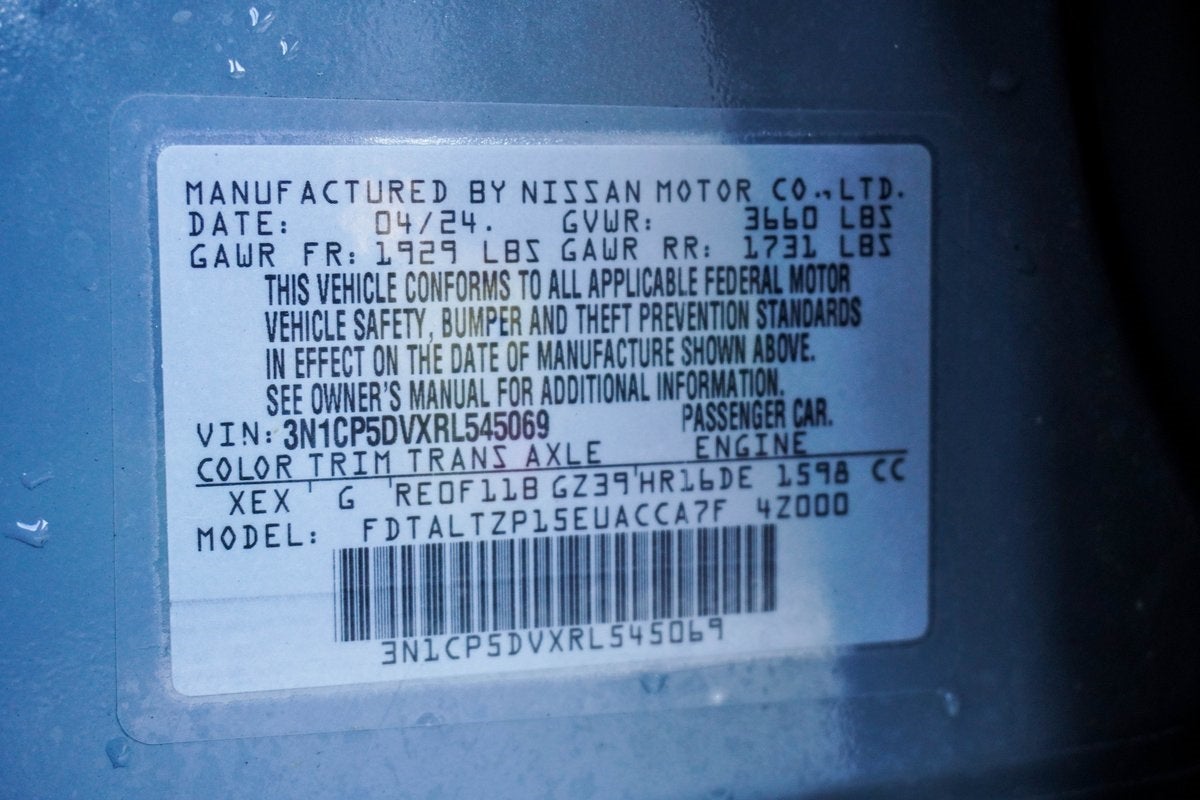 MANUFACTURED BY NISSAN MOTOR CO.,LTD.
DATE: 04/24. GVWR: 3660 LBS
GAWR FR: 1929 LBS GAWR RR: 1731 LBS
THIS VEHICLE CONFORMS TO ALL APPLICABLE FEDERAL MOTOR
VEHICLE SAFETY, BUMPER AND THEFT PREVENTION STANDARDS
IN EFFECT ON THE DATE OF MANUFACTURE SHOWN ABOVE.
SEE OWNER'S MANUAL FOR ADDITIONAL INFORMATION.
VIN: 3N1CP5DVXRL545069 PASSENGER CAR.
COLOR TRIM TRANS AXLE ENGINE
XEX G RE0F11B GZ39 HR16DE 1598 CC
MODEL: FDTALTZP15EUACCA7F 4Z000
3N1CP5DVXRL545069